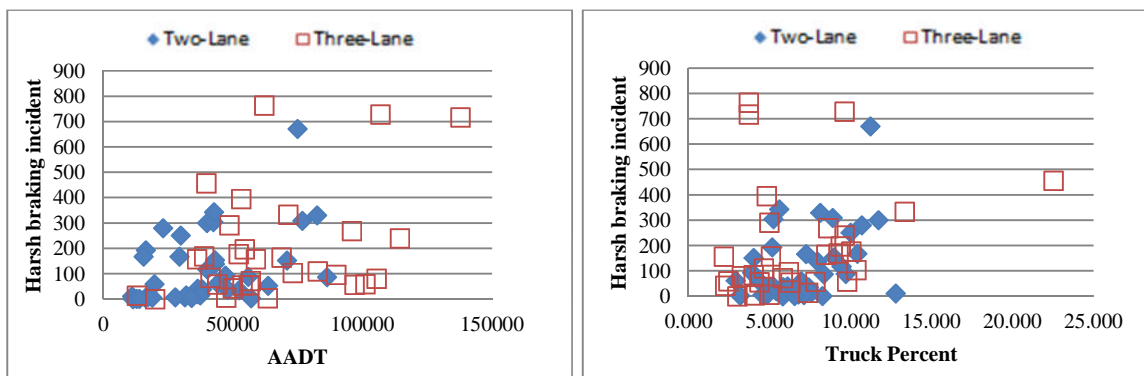 Two-Lane Three-Lane
900
800
700
600
500
400
300
200
100
0
0 50000 100000 150000
Harsh braking incident
AADT
Two-Lane Three-Lane
900
800
700
600
500
400
300
200
100
0
0.000 5.000 10.000 15.000 20.000 25.000
Harsh braking incident
Truck Percent